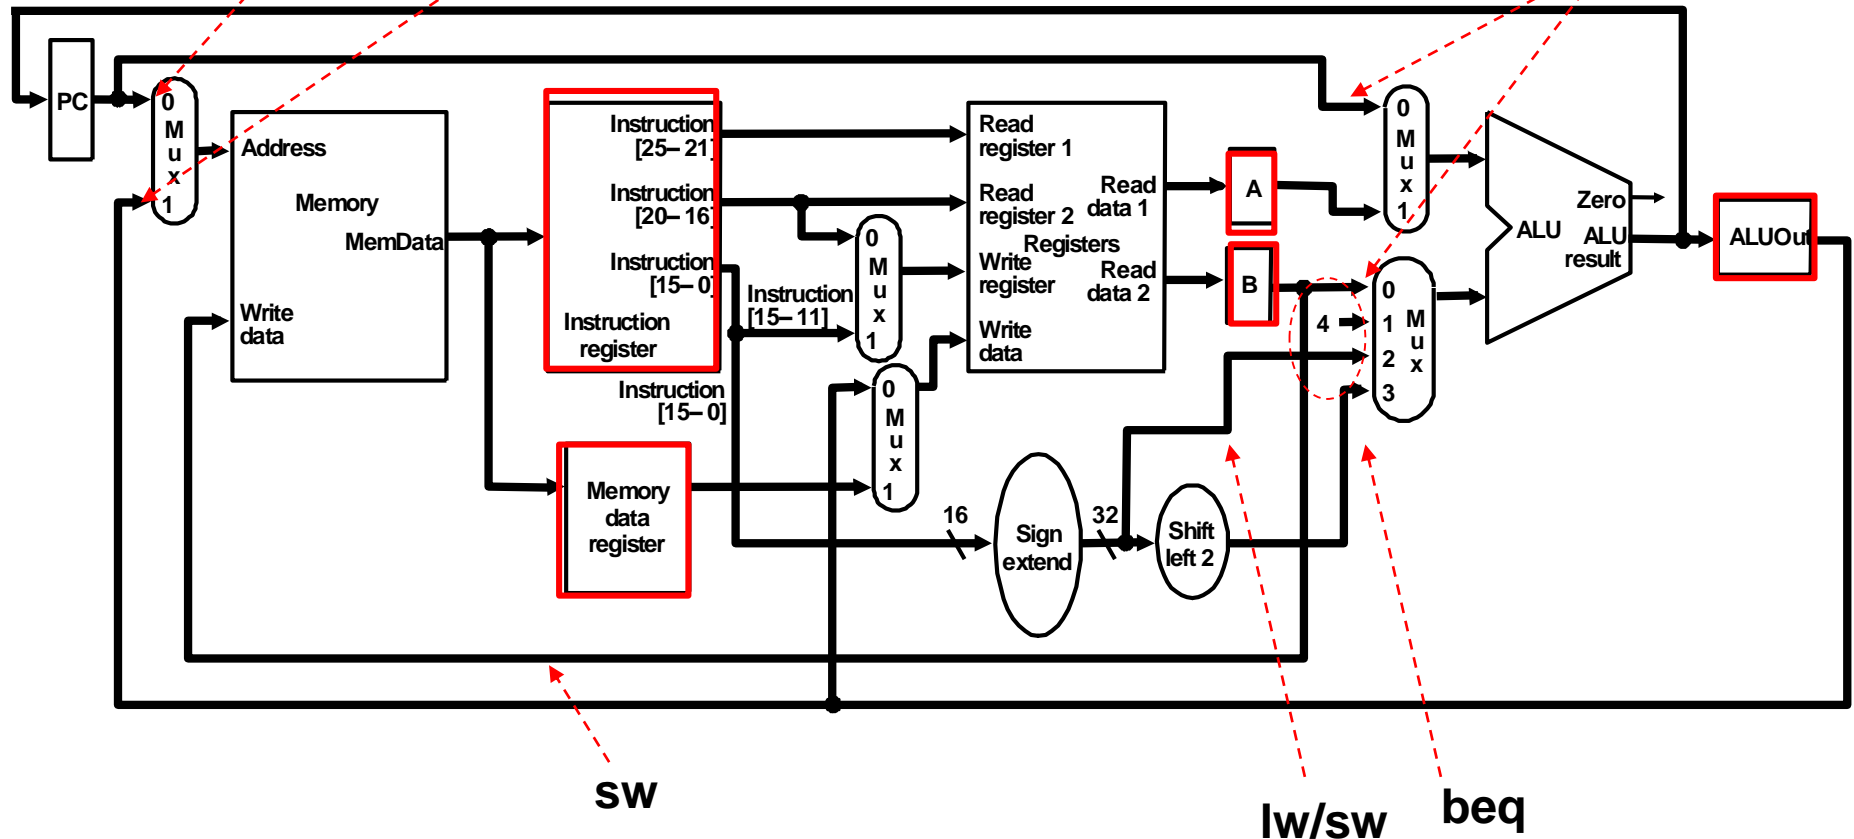 PC
0
M
u
x
1
Address
Memory
MemData
Write
data
Instruction
[25–21]
Instruction
[20–16]
Instruction
[15–0]
Instruction
register
Instruction
[15–11]
Instruction
[15–0]
0
M
u
x
1
0
M
u
x
1
Memory
data
register
Read
register 1
Read
register 2
Registers
Write
register
Write
data
Read
data 1
Read
data 2
A
B
4
0
M
u
x
1
0
1
2
3
M
u
x
Zero
ALU
ALU
result
ALUOut
16
Sign
extend
32
Shift
left 2
sw
lw/sw
beq